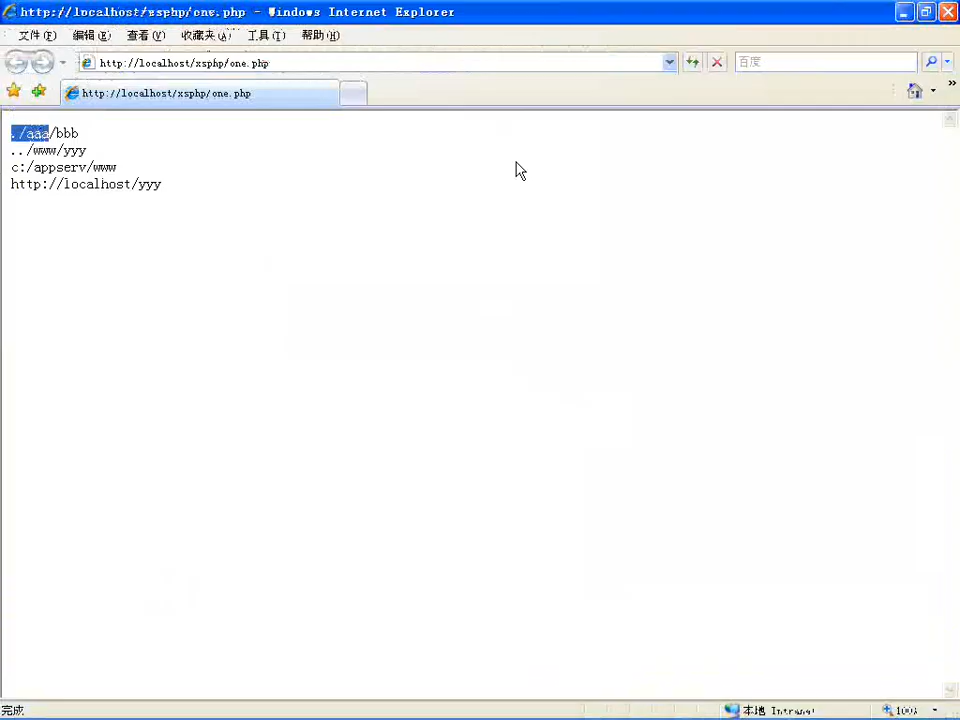 http://localhost/xsphp/one.php - Windows Internet Explorer
文件(F) 编辑(E) 查看(V) 收藏夹(A) 工具(T) 帮助(H)
http://localhost/xsphp/one.php 百度
http://localhost/xsphp/one.php
./aaa/bbb
../www/yyy
c:/appserv/www
http://localhost/yyy
完成 本地 Intranet 100%